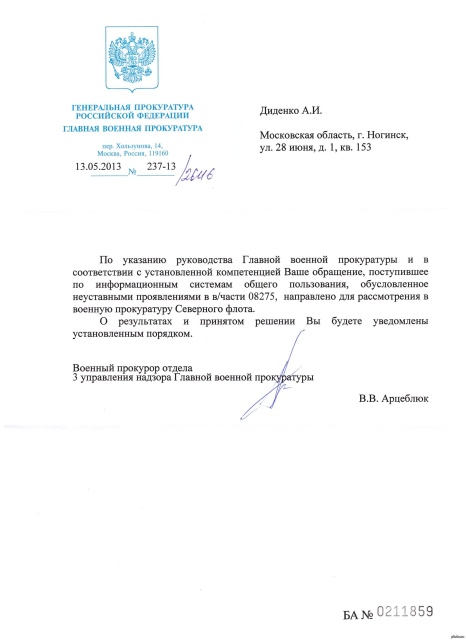 ГЕНЕРАЛЬНАЯ ПРОКУРАТУРА
РОССИЙСКОЙ ФЕДЕРАЦИИ
ГЛАВНАЯ ВОЕННАЯ ПРОКУРАТУРА
пер. Хользунова, 14,
Москва, Россия, 119160
13.05.2013 № 237-13
/26116
Диденко А.И.
Московская область, г. Ногинск,
ул. 28 июня, д. 1, кв. 153
По указанию руководства Главной военной прокуратуры и в
соответствии с установленной компетенцией Ваше обращение, поступившее
по информационным системам общего пользования, обусловленное
неуставными проявлениями в в/части 08275, направлено для рассмотрения в
военную прокуратуру Северного флота.
О результатах и принятом решении Вы будете уведомлены
установленным порядком.
Военный прокурор отдела
3 управления надзора Главной военной прокуратуры
В.В. Арцеблюк
БА № 0211859